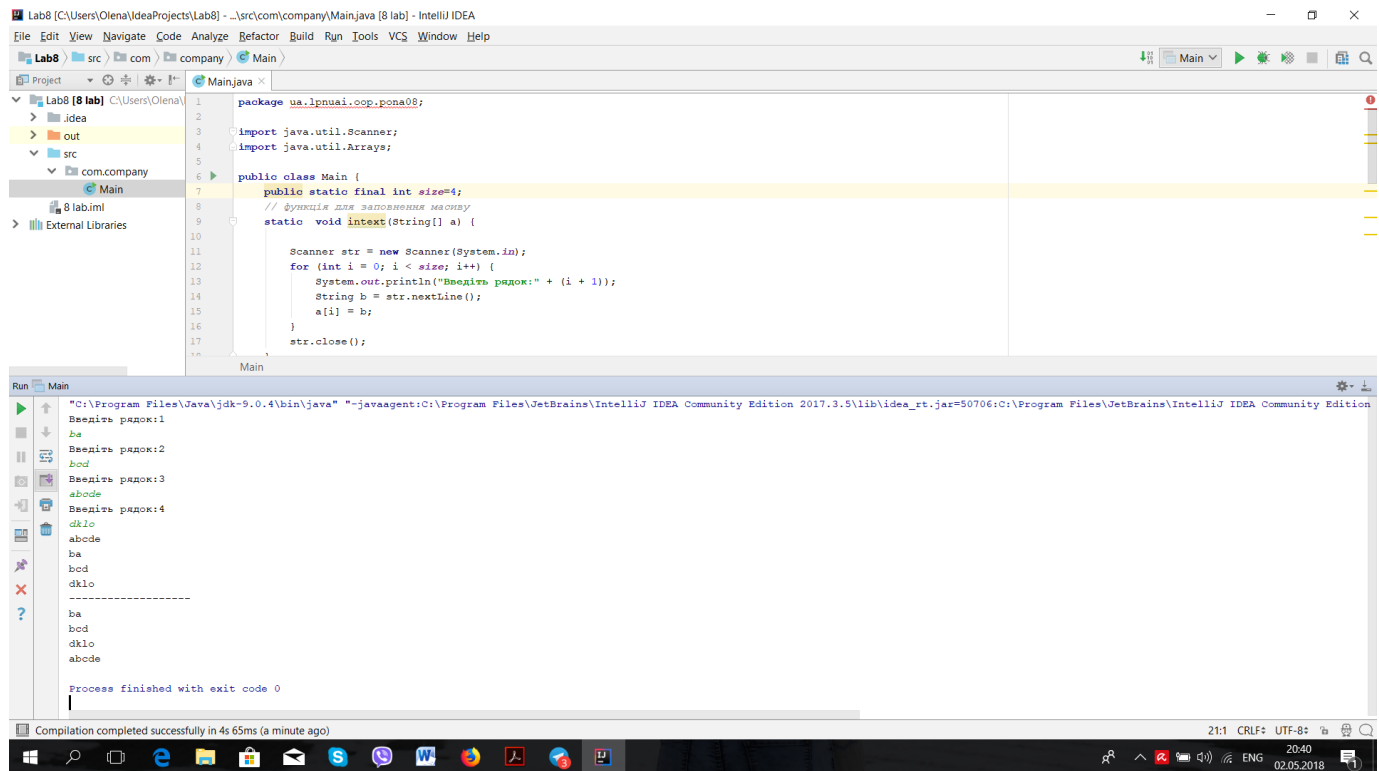 Lab8 [C:\Users\Olena\IdeaProjects\Lab8] - ...\src\com\company\Main.java [8 lab] - IntelliJ IDEA
File Edit View Navigate Code Analyze Refactor Build Run Tools VCS Window Help
Lab8 src com company Main
Main
Project
Main.java
Lab8 [8 lab] C:\Users\Olena\
.idea
out
src
com.company
Main
8 lab.iml
External Libraries
1 package ua.lpnuai.oop.pona08;
2
3 import java.util.Scanner;
4 import java.util.Arrays;
5
6 public class Main {
7 public static final int size=4;
8 // функція для заповнення масиву
9 static void intext(String[] a) {
10
11 Scanner str = new Scanner(System.in);
12 for (int i = 0; i < size; i++) {
13 System.out.println("Введіть рядок:" + (i + 1));
14 String b = str.nextLine();
15 a[i] = b;
16 }
17 str.close();
Main
Run Main
"C:\Program Files\Java\jdk-9.0.4\bin\java" "-javaagent:C:\Program Files\JetBrains\IntelliJ IDEA Community Edition 2017.3.5\lib\idea_rt.jar=50706:C:\Program Files\JetBrains\IntelliJ IDEA Community Edition
Введіть рядок:1
ba
Введіть рядок:2
bcd
Введіть рядок:3
abcde
Введіть рядок:4
dklo
abcde
ba
bcd
dklo
-------------------
ba
bcd
dklo
abcde
Process finished with exit code 0
Compilation completed successfully in 4s 65ms (a minute ago)
21:1 CRLF UTF-8
ENG
20:40
02.05.2018